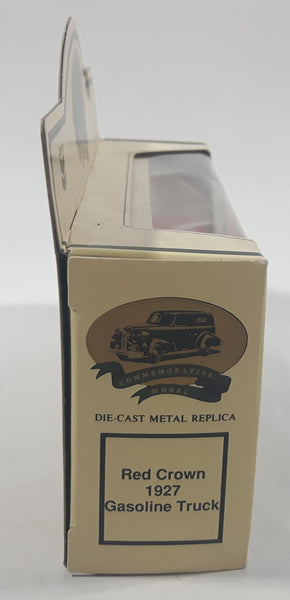 COMMEMORATIVE
MODEL
DIE-CAST METAL REPLICA
Red Crown
1927
Gasoline Truck